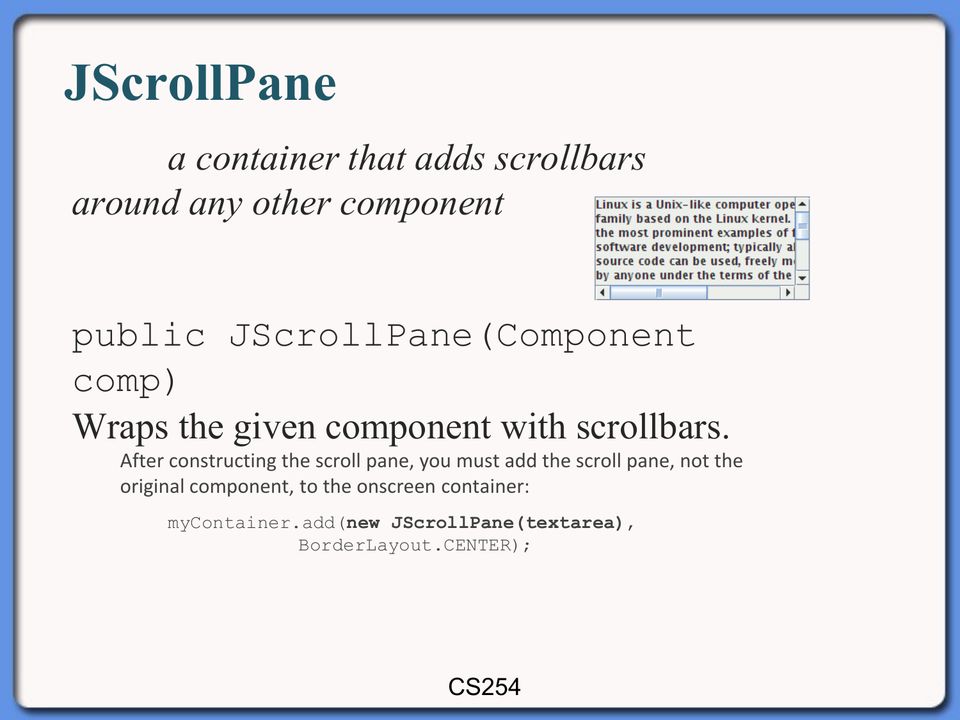 JScrollPane
a container that adds scrollbars
around any other component
Linux is a Unix-like computer ope
family based on the Linux kernel.
the most prominent examples of f
software development; typically al
source code can be used, freely m
by anyone under the terms of the
public JScrollPane(Component
comp)
Wraps the given component with scrollbars.
After constructing the scroll pane, you must add the scroll pane, not the
original component, to the onscreen container:
myContainer.add(new JScrollPane(textarea),
BorderLayout.CENTER);
CS254